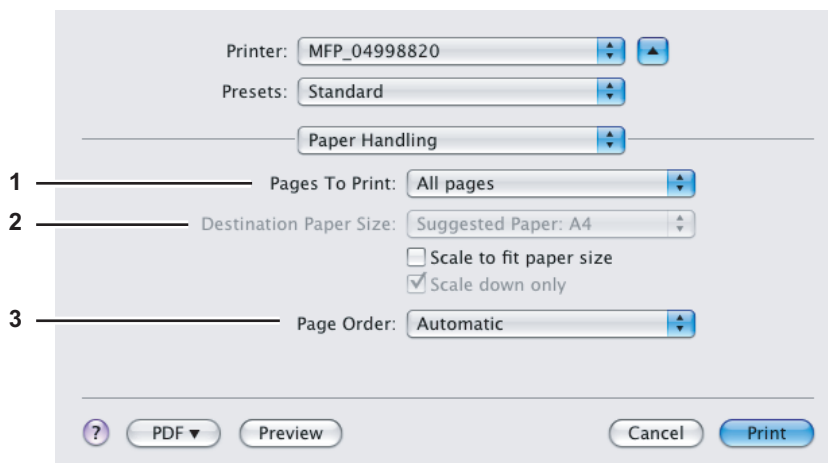 Printer: MFP_04998820
Presets: Standard
Paper Handling
1 Pages To Print: All pages
2 Destination Paper Size: Suggested Paper: A4
Scale to fit paper size
Scale down only
3 Page Order: Automatic
? PDF ▼ Preview Cancel Print